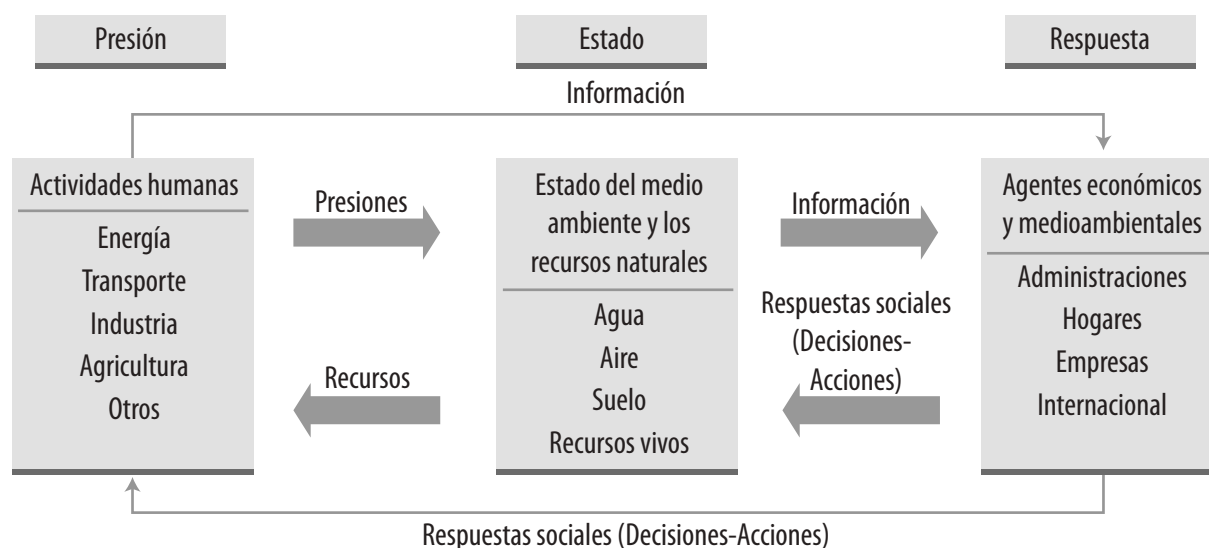 Presión
Estado
Respuesta
Información
Actividades humanas
Energía
Transporte
Industria
Agricultura
Otros
Presiones
Recursos
Estado del medio
ambiente y los
recursos naturales
Agua
Aire
Suelo
Recursos vivos
Información
Respuestas sociales
(Decisiones-
Acciones)
Agentes económicos
y medioambientales
Administraciones
Hogares
Empresas
Internacional
Respuestas sociales (Decisiones-Acciones)